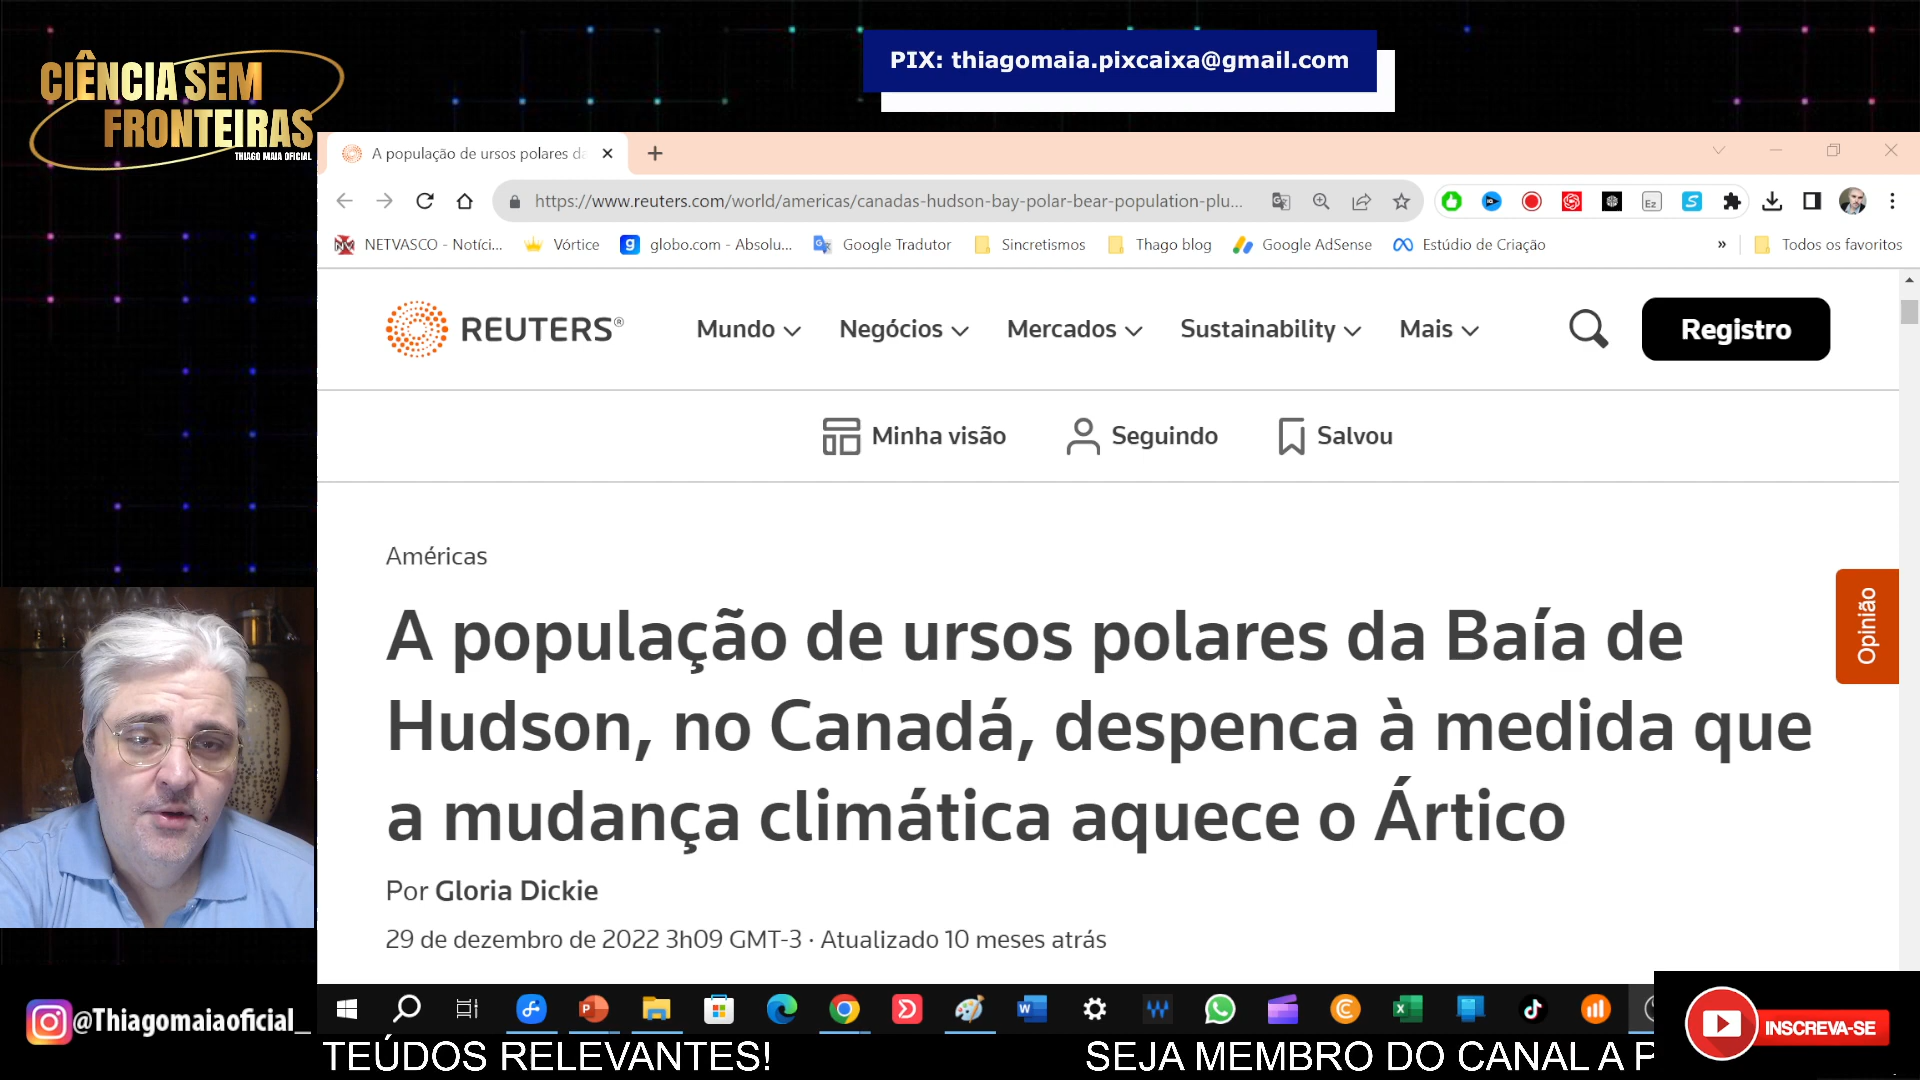 CIÊNCIA SEM
FRONTEIRAS
THIAGO MAIA OFICIAL
PIX: thiagomaia.pixcaixa@gmail.com
A população de ursos polares da
https://www.reuters.com/world/americas/canadas-hudson-bay-polar-bear-population-plu...
NETVASCO - Notíci... Vórtice globo.com - Absolu... Google Tradutor Sincretismos Thago blog Google AdSense Estúdio de Criação » Todos os favoritos
REUTERS® Mundo Negócios Mercados Sustainability Mais Registro
Minha visão Seguindo Salvou
Américas
Opinião
A população de ursos polares da Baía de
Hudson, no Canadá, despenca à medida que
a mudança climática aquece o Ártico
Por Gloria Dickie
29 de dezembro de 2022 3h09 GMT-3 · Atualizado 10 meses atrás
@Thiagomaiaoficial_
INSCREVA-SE
TEÚDOS RELEVANTES! SEJA MEMBRO DO CANAL A P